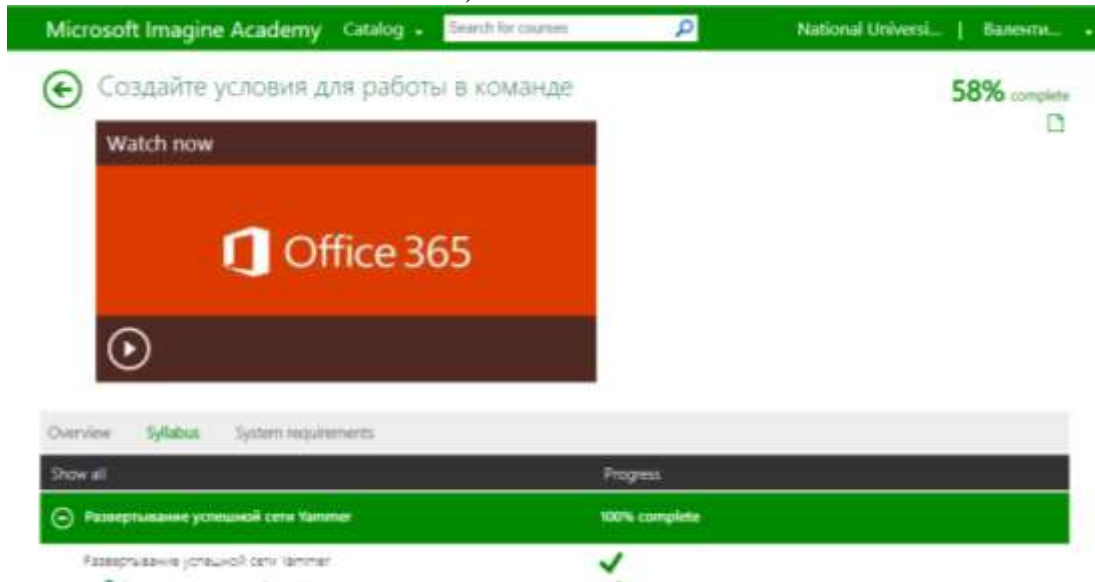 Microsoft Imagine Academy Catalog Search for courses National Universi... | Валенти...
Создайте условия для работы в команде
58% complete
Watch now
Office 365
Overview Syllabus System requirements
Show all Progress
Развертывание успешной сети Yammer 100% complete
Развертывание успешной сети Yammer